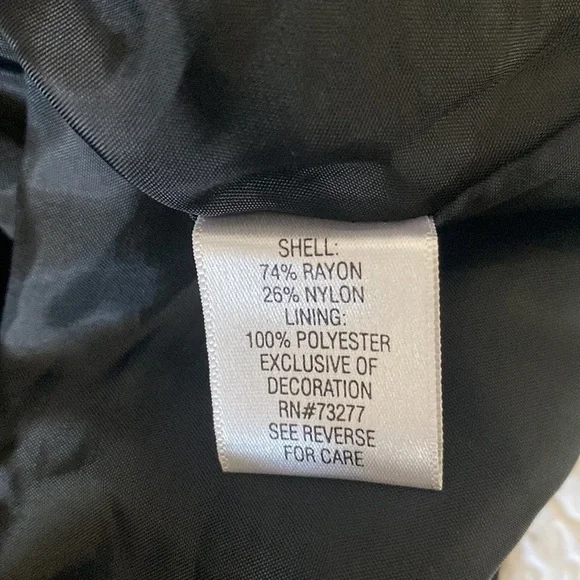 SHELL:
74% RAYON
26% NYLON
LINING:
100% POLYESTER
EXCLUSIVE OF
DECORATION
RN#73277
SEE REVERSE
FOR CARE